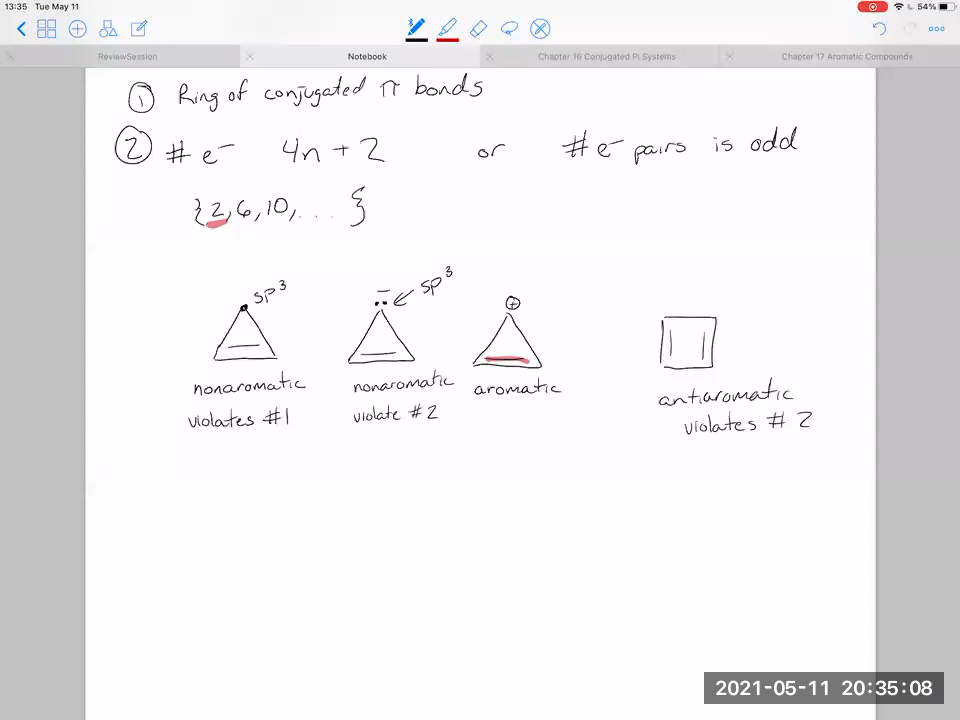 13:35 Tue May 11
54%
ReviewSession
Notebook
Chapter 16 Conjugated Pi Systems
Chapter 17 Aromatic Compounds
① Ring of conjugated π bonds
② # e⁻ 4n + 2 or # e⁻ pairs is odd
{2, 6, 10, ... }
sp³
sp³
⊕
nonaromatic
violates #1
nonaromatic
violate #2
aromatic
antiaromatic
violates # 2
2021-05-11 20:35:08